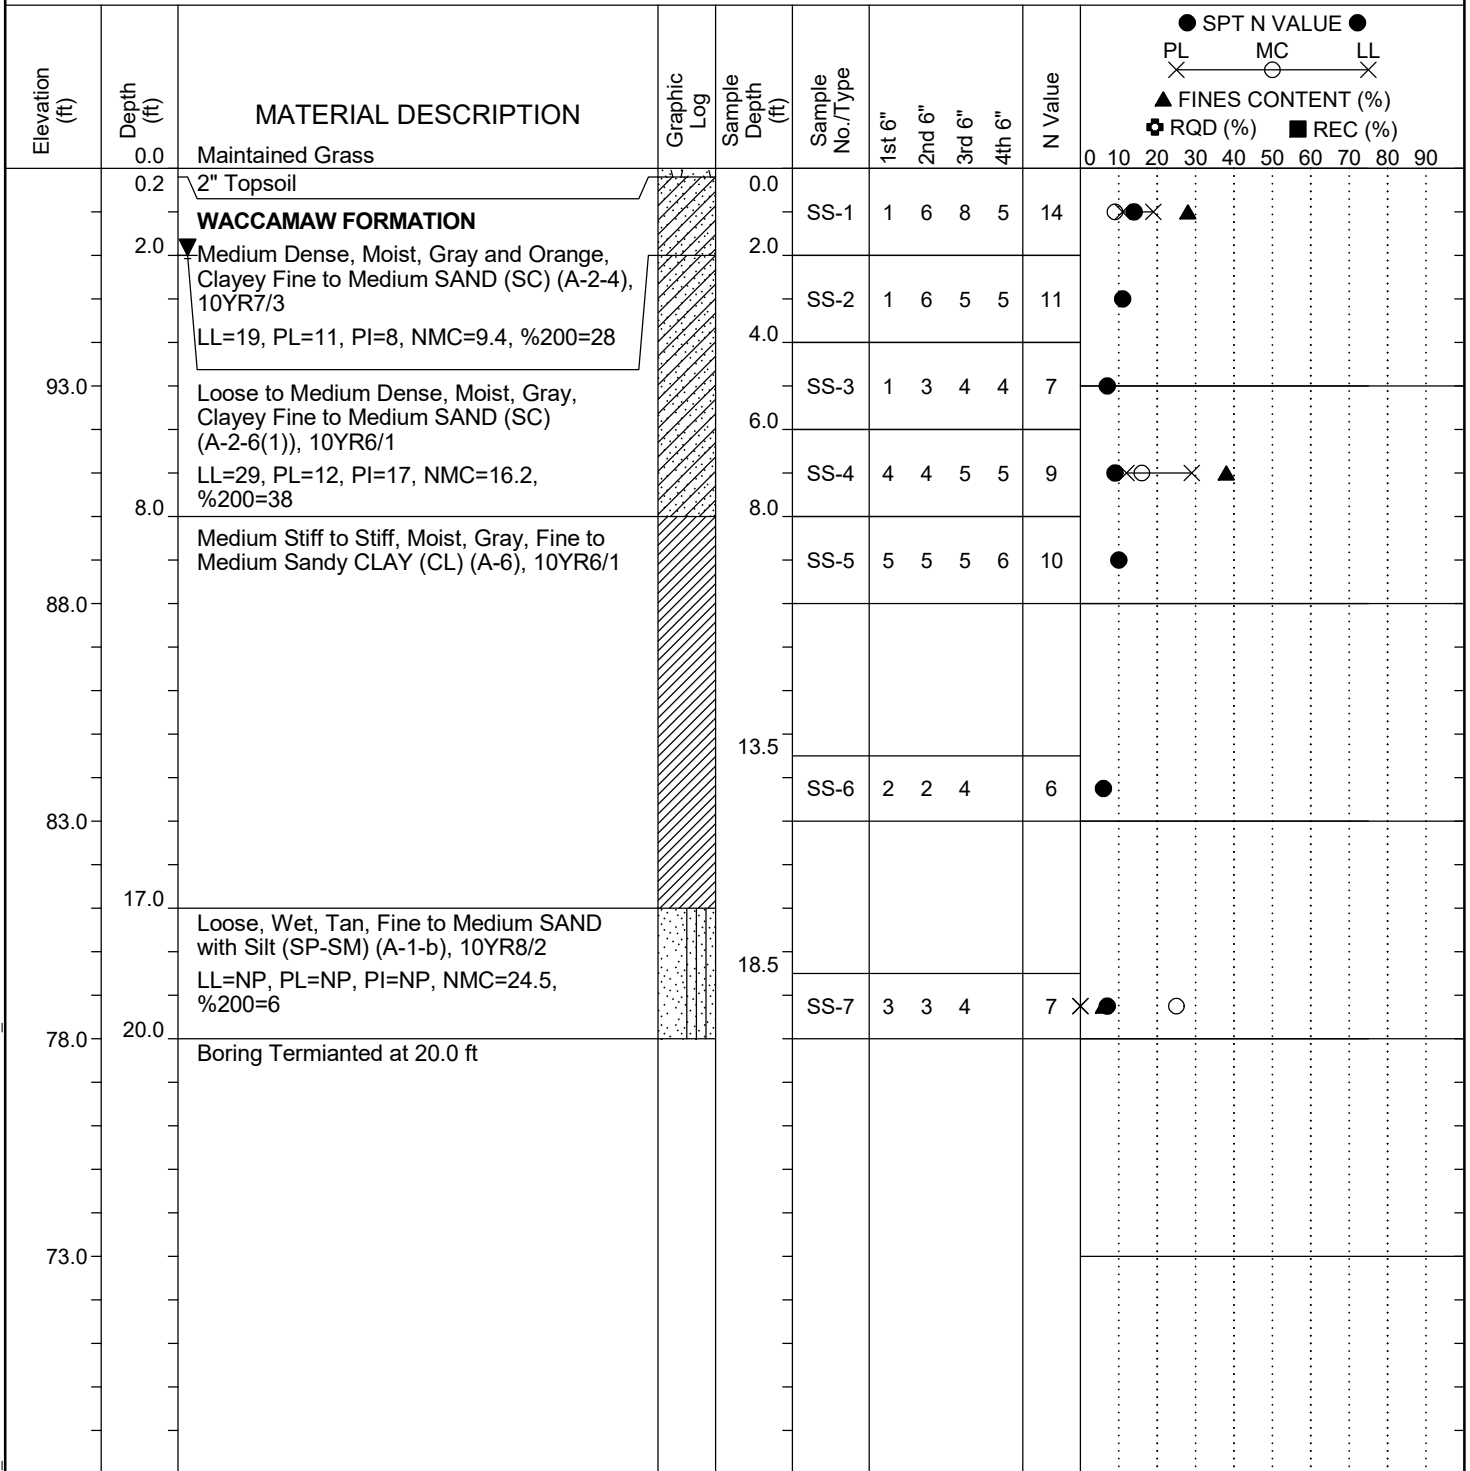 ● SPT N VALUE ●
PL MC LL
▲ FINES CONTENT (%)
RQD (%) ■ REC (%)
Elevation (ft)
Depth (ft)
MATERIAL DESCRIPTION
Graphic Log
Sample Depth (ft)
Sample No./Type
1st 6"
2nd 6"
3rd 6"
4th 6"
N Value
0 10 20 30 40 50 60 70 80 90
0.0 Maintained Grass
0.2 2" Topsoil 0.0
WACCAMAW FORMATION
SS-1 1 6 8 5 14
2.0 Medium Dense, Moist, Gray and Orange, 2.0
Clayey Fine to Medium SAND (SC) (A-2-4),
10YR7/3
SS-2 1 6 5 5 11
LL=19, PL=11, PI=8, NMC=9.4, %200=28 4.0
93.0 Loose to Medium Dense, Moist, Gray, SS-3 1 3 4 4 7
Clayey Fine to Medium SAND (SC)
6.0
(A-2-6(1)), 10YR6/1
LL=29, PL=12, PI=17, NMC=16.2, SS-4 4 4 5 5 9
%200=38
8.0 8.0
Medium Stiff to Stiff, Moist, Gray, Fine to
Medium Sandy CLAY (CL) (A-6), 10YR6/1 SS-5 5 5 5 6 10
88.0
13.5
SS-6 2 2 4 6
83.0
17.0
Loose, Wet, Tan, Fine to Medium SAND
with Silt (SP-SM) (A-1-b), 10YR8/2
18.5
LL=NP, PL=NP, PI=NP, NMC=24.5,
%200=6 SS-7 3 3 4 7
78.0 20.0
Boring Termianted at 20.0 ft
73.0